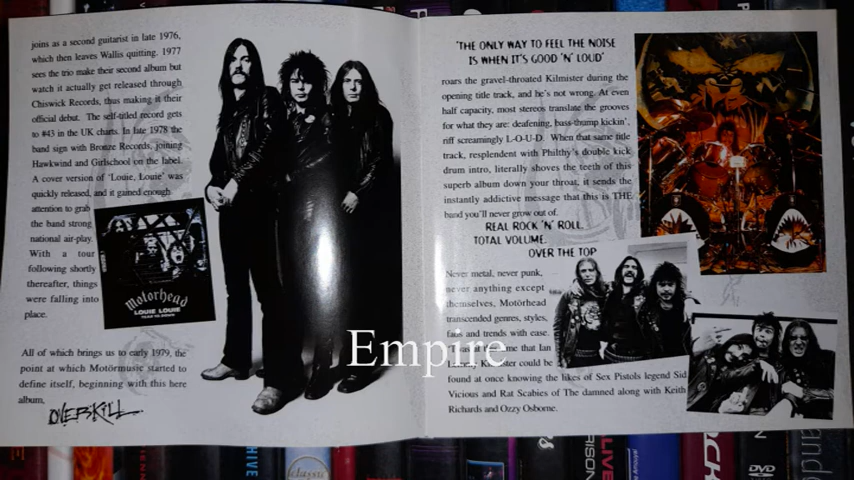 joins as a second guitarist in late 1976,
which then leaves Wallis quitting. 1977
sees the trio make their second album but
watch it actually get released through
Chiswick Records, thus making it their
official debut. The self-titled record gets
to #43 in the UK charts. In late 1978 the
band sign with Bronze Records, joining
Hawkwind and Girlschool on the label.
A cover version of 'Louie, Louie' was
quickly released, and it gained enough
attention to grab
the band strong
national air-play.
With a tour
following shortly
thereafter, things
were falling into
place.
Motörhead
LOUIE LOUIE
TEAR YA DOWN
All of which brings us to early 1979, the
point at which Motörmusic started to
define itself, beginning with this here
album,
OVERKILL.
'THE ONLY WAY TO FEEL THE NOISE
IS WHEN IT'S GOOD 'N' LOUD'
roars the gravel-throated Kilmister during the
opening title track, and he's not wrong. At even
half capacity, most stereos translate the grooves
for what they are: deafening, bass-thump kickin',
riff screamingly L-O-U-D. When that same title
track, resplendent with Philthy's double kick
drum intro, literally shoves the teeth of this
superb album down your throat, it sends the
instantly addictive message that this is THE
band you'll never grow out of.
REAL ROCK 'N' ROLL.
TOTAL VOLUME.
OVER THE TOP
Never metal, never punk,
never anything except
themselves, Motörhead
transcended genres, styles,
fads and trends with ease.
time that Ian
Kilmister could be
found at once knowing the likes of Sex Pistols legend Sid
Vicious and Rat Scabies of The damned along with Keith
Richards and Ozzy Osborne.
Empire
classic
DVD